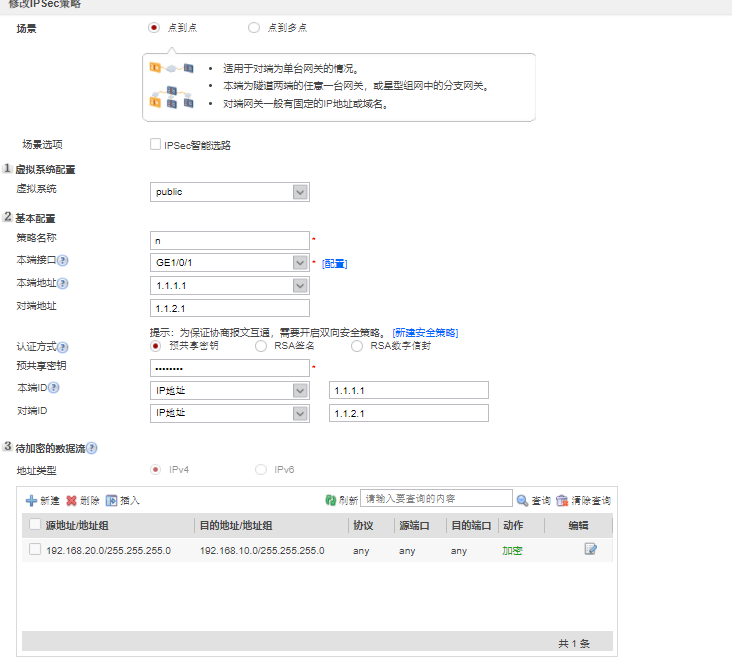 修改IPSec策略
场景 点到点 点到多点
• 适用于对端为单台网关的情况。
• 本端为隧道两端的任意一台网关，或星型组网中的分支网关。
• 对端网关一般有固定的IP地址或域名。
场景选项 IPSec智能选路
1 虚拟系统配置
虚拟系统 public
2 基本配置
策略名称 n *
本端接口 ? GE1/0/1 * [配置]
本端地址 ? 1.1.1.1
对端地址 1.1.2.1
提示：为保证协商报文互通，需要开启双向安全策略。 [新建安全策略]
认证方式 ? 预共享密钥 RSA签名 RSA数字信封
预共享密钥 •••••••• *
本端ID ? IP地址 1.1.1.1
对端ID IP地址 1.1.2.1
3 待加密的数据流 ?
地址类型 IPv4 IPv6
新建 删除 插入 刷新 请输入要查询的内容 查询 清除查询
源地址/地址组 目的地址/地址组 协议 源端口 目的端口 动作 编辑
192.168.20.0/255.255.255.0 192.168.10.0/255.255.255.0 any any any 加密
共 1 条